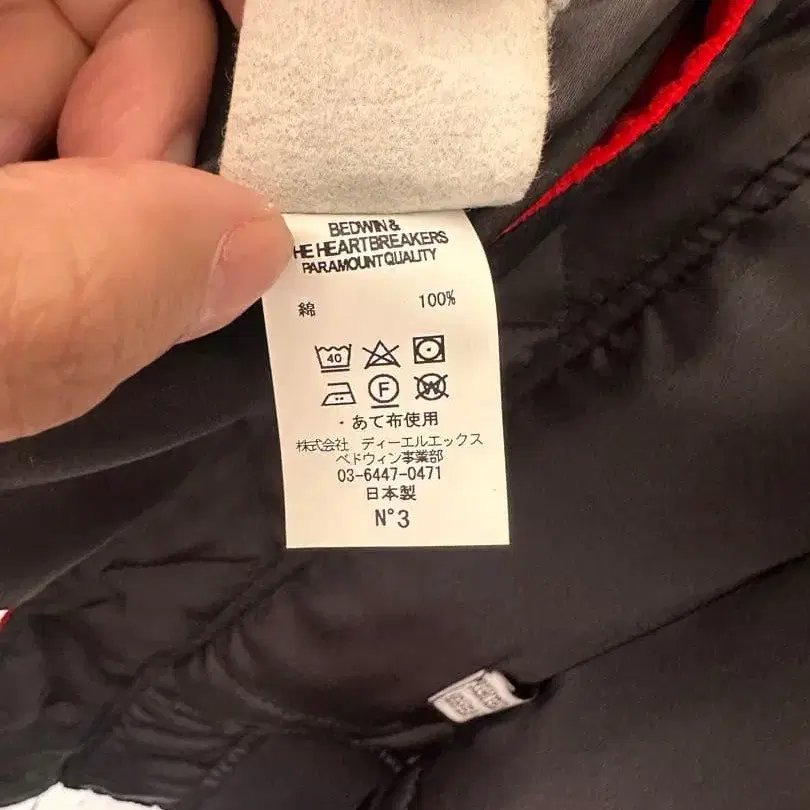 BEDWIN &
HE HEARTBREAKERS
PARAMOUNT QUALITY
綿 100%
40
F W
・あて布使用
株式会社 ディーエルエックス
ベドウィン事業部
03-6447-0471
日本製
N°3